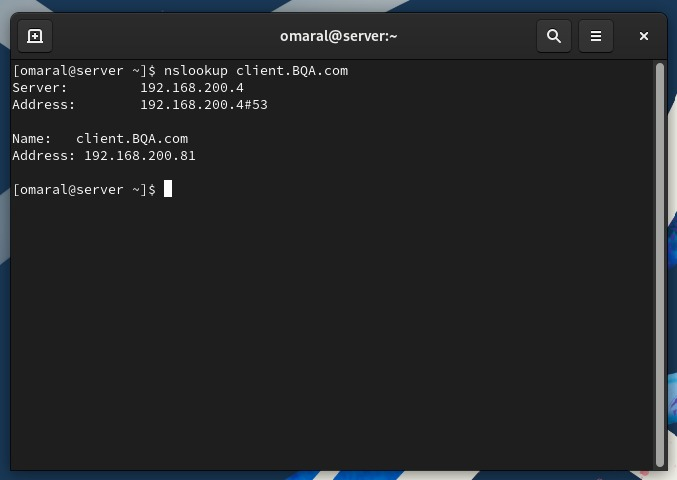 omaral@server:~
[omaral@server ~]$ nslookup client.BQA.com
Server:         192.168.200.4
Address:        192.168.200.4#53
Name:   client.BQA.com
Address: 192.168.200.81
[omaral@server ~]$